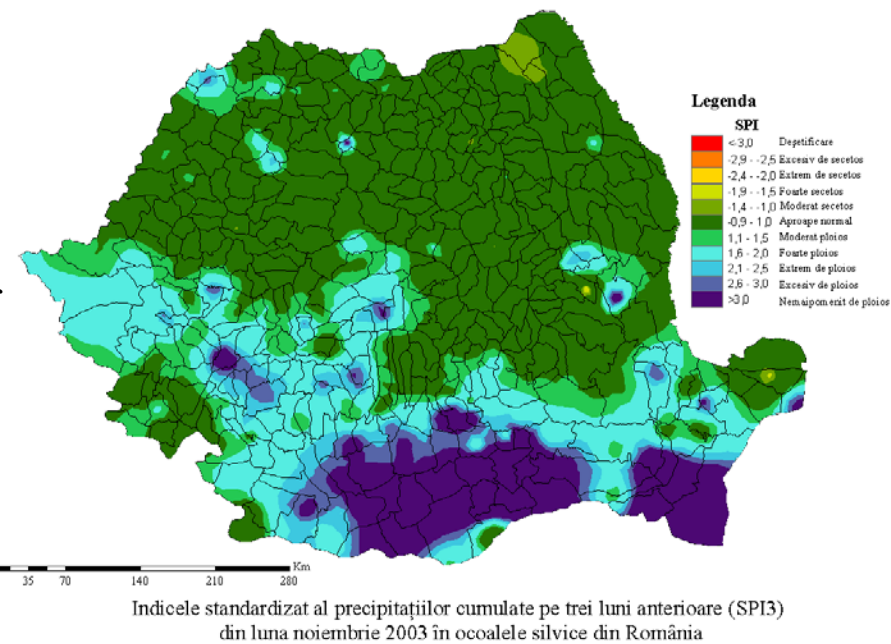 Legenda
SPI
<-3,0 Deșetificare
-2,9 - -2,5 Excesiv de secetos
-2,4 - -2,0 Extrem de secetos
-1,9 - -1,5 Foarte secetos
-1,4 - -1,0 Moderat secetos
-0,9 - 1,0 Aproape normal
1,1 - 1,5 Moderat ploios
1,6 - 2,0 Foarte ploios
2,1 - 2,5 Extrem de ploios
2,6 - 3,0 Excesiv de ploios
>3,0 Nemaipomenit de ploios
Km
35 70 140 210 280
Indicele standardizat al precipitațiilor cumulate pe trei luni anterioare (SPI3)
din luna noiembrie 2003 în ocoalele silvice din România